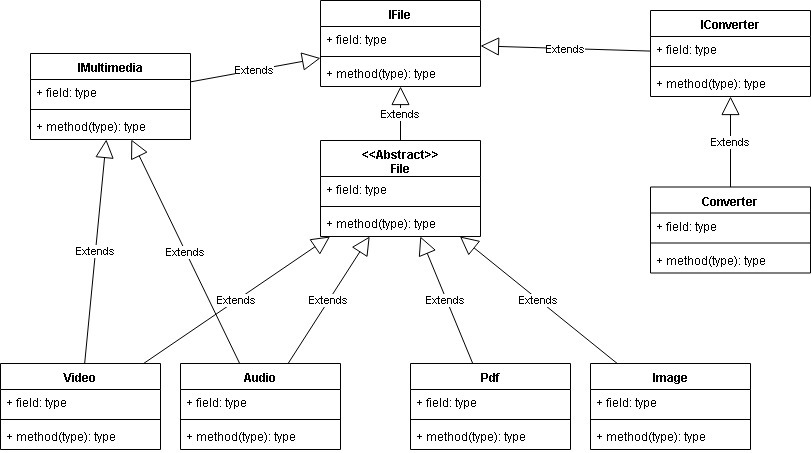 IFile
+ field: type
+ method(type): type
IConverter
+ field: type
+ method(type): type
IMultimedia
+ field: type
+ method(type): type
Extends
Extends
Extends
Extends
<<Abstract>>
File
+ field: type
+ method(type): type
Converter
+ field: type
+ method(type): type
Extends
Extends
Extends
Extends
Extends
Extends
Video
+ field: type
+ method(type): type
Audio
+ field: type
+ method(type): type
Pdf
+ field: type
+ method(type): type
Image
+ field: type
+ method(type): type